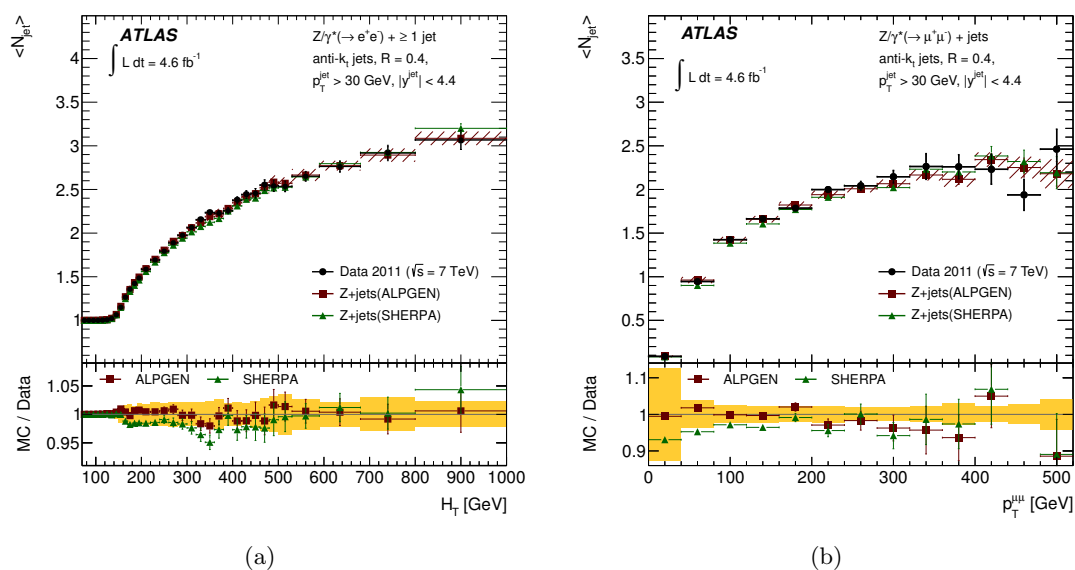 <N_jet>
ATLAS
∫ L dt = 4.6 fb⁻¹
Z/γ*(→ e⁺e⁻) + ≥ 1 jet
anti-k_t jets, R = 0.4,
p_T^jet > 30 GeV, |y^jet| < 4.4
4
3.5
3
2.5
2
1.5
1
Data 2011 (√s = 7 TeV)
Z+jets(ALPGEN)
Z+jets(SHERPA)
MC / Data
1.05
1
0.95
ALPGEN SHERPA
100 200 300 400 500 600 700 800 900 1000
H_T [GeV]
(a)
<N_jet>
ATLAS
∫ L dt = 4.6 fb⁻¹
Z/γ*(→ μ⁺μ⁻) + jets
anti-k_t jets, R = 0.4,
p_T^jet > 30 GeV, |y^jet| < 4.4
4
3.5
3
2.5
2
1.5
1
0.5
Data 2011 (√s = 7 TeV)
Z+jets(ALPGEN)
Z+jets(SHERPA)
MC / Data
1.1
1
0.9
ALPGEN SHERPA
0 100 200 300 400 500
p_T^μμ [GeV]
(b)